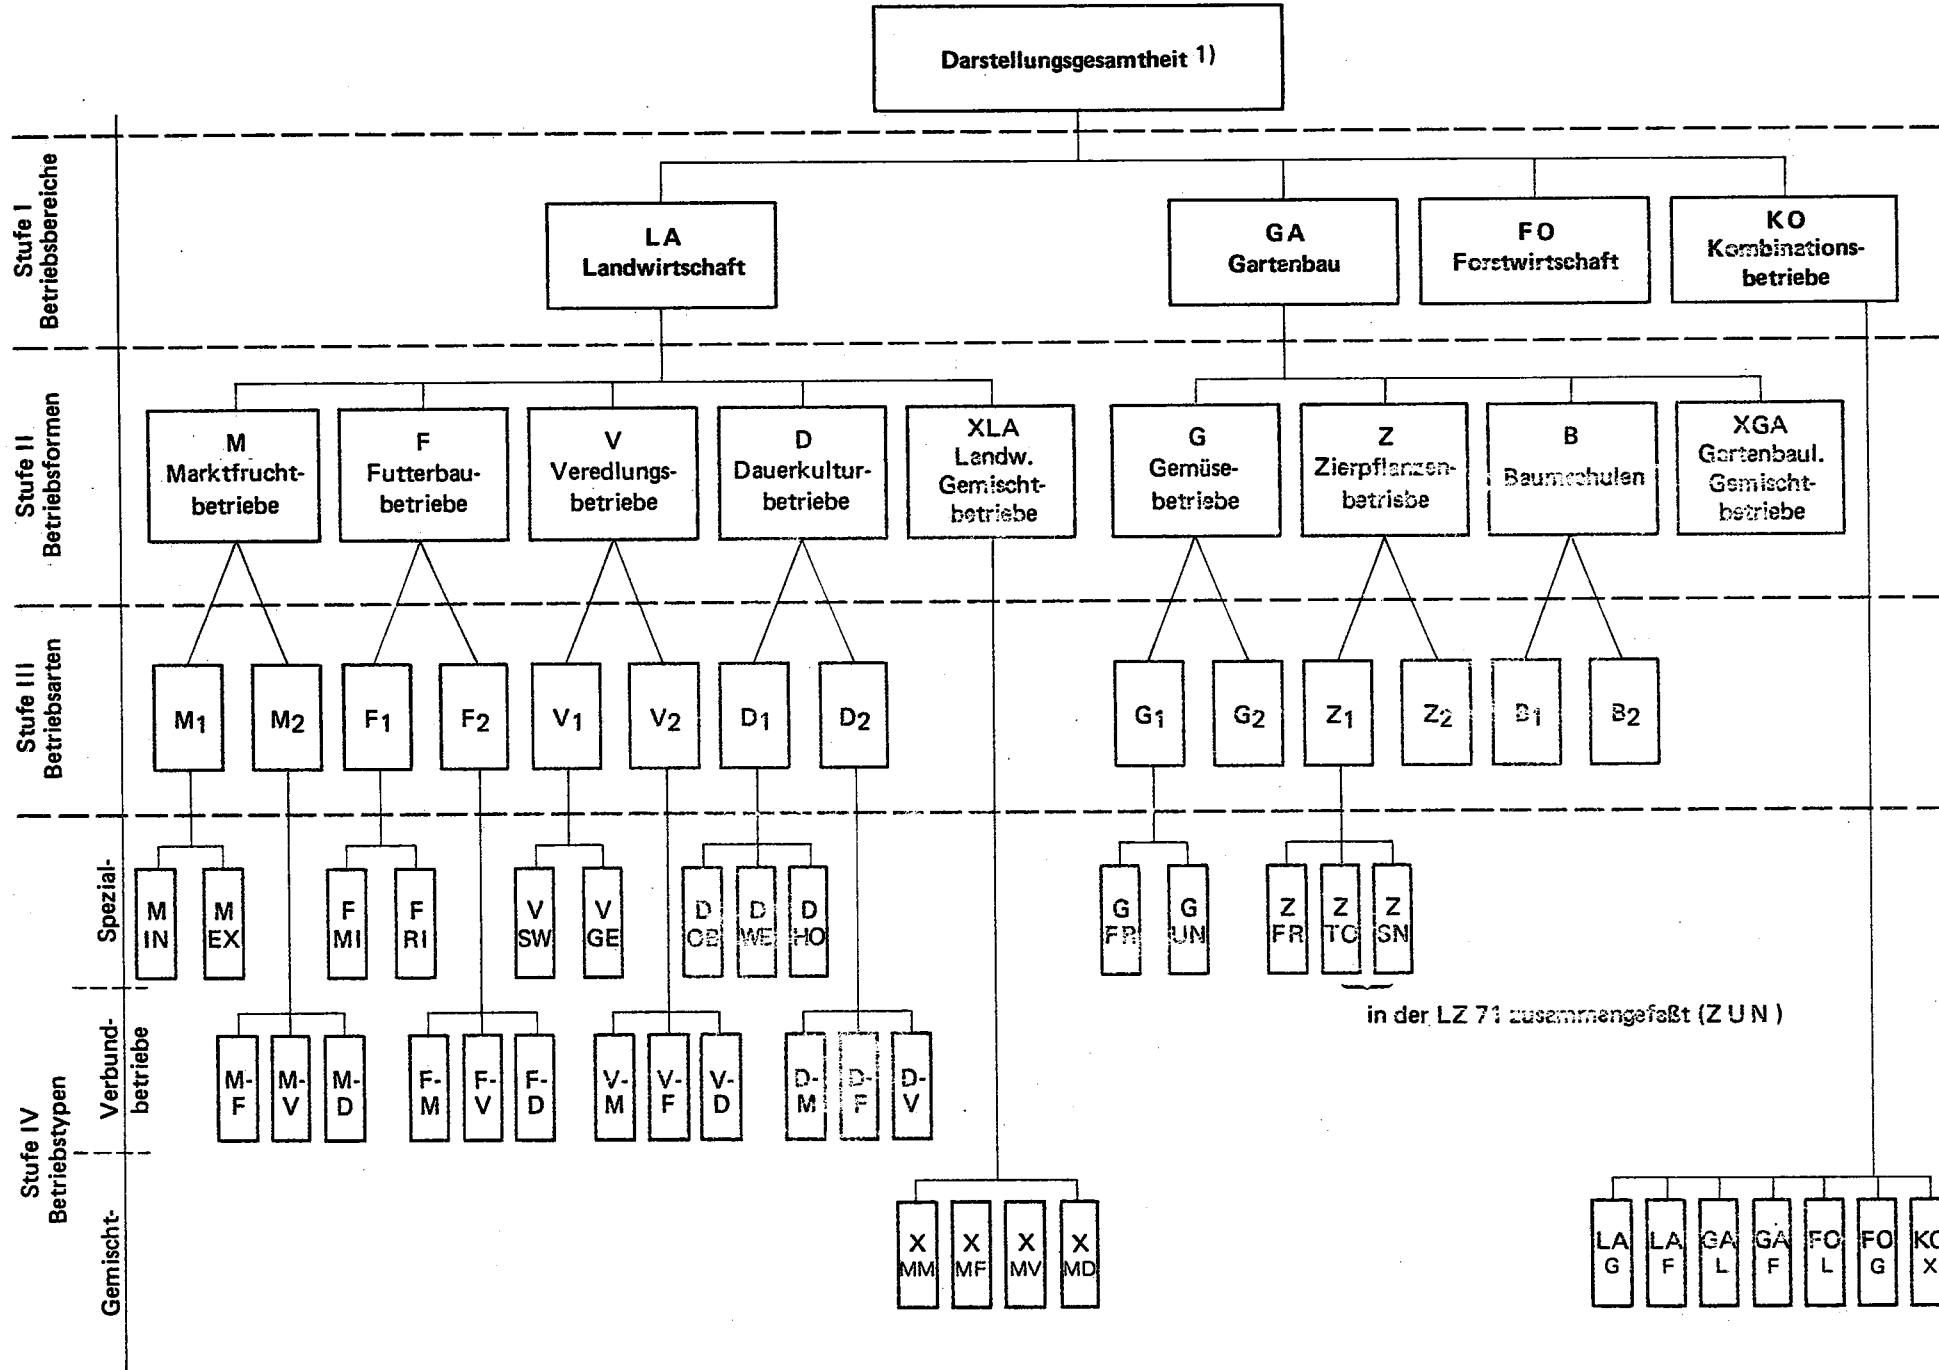 Darstellungsgesamtheit 1)
Stufe I
Betriebsbereiche
LA
Landwirtschaft
GA
Gartenbau
FO
Forstwirtschaft
KO
Kombinations-
betriebe
Stufe II
Betriebsformen
M
Marktfrucht-
betriebe
F
Futterbau-
betriebe
V
Veredlungs-
betriebe
D
Dauerkultur-
betriebe
XLA
Landw.
Gemischt-
betriebe
G
Gemüse-
betriebe
Z
Zierpflanzen-
betriebe
B
Baumschulen
XGA
Gartenbaul.
Gemischt-
betriebe
Stufe III
Betriebsarten
M1
M2
F1
F2
V1
V2
D1
D2
G1
G2
Z1
Z2
B1
B2
Stufe IV
Betriebstypen
Spezial-
M
IN
M
EX
F
MI
F
RI
V
SW
V
GE
D
OB
D
WE
D
HO
G
FR
G
UN
Z
FR
Z
TO
Z
SN
in der LZ 71 zusammengefaßt (Z U N )
Verbund-
betriebe
M-
F
M-
V
M-
D
F-
M
F-
V
F-
D
V-
M
V-
F
V-
D
D-
M
D-
F
D-
V
Gemischt-
X
MM
X
MF
X
MV
X
MD
LA
G
LA
F
GA
L
GA
F
FO
L
FO
G
KO
X